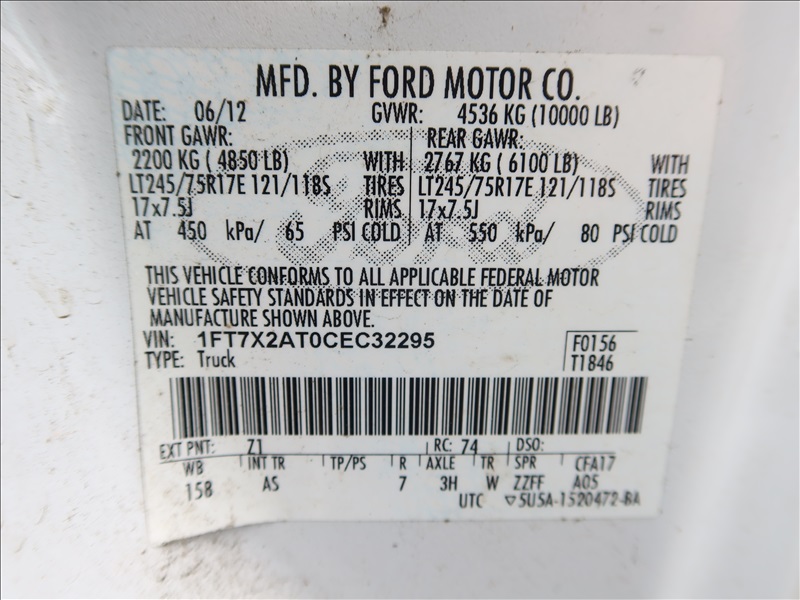 MFD. BY FORD MOTOR CO.
DATE: 06/12 GVWR: 4536 KG (10000 LB)
FRONT GAWR: REAR GAWR:
2200 KG ( 4850 LB) WITH 2767 KG ( 6100 LB) WITH
LT245/75R17E 121/118S TIRES LT245/75R17E 121/118S TIRES
17x7.5J RIMS 17x7.5J RIMS
AT 450 kPa/ 65 PSI COLD AT 550 kPa/ 80 PSI COLD
Ford
THIS VEHICLE CONFORMS TO ALL APPLICABLE FEDERAL MOTOR
VEHICLE SAFETY STANDARDS IN EFFECT ON THE DATE OF
MANUFACTURE SHOWN ABOVE.
VIN: 1FT7X2AT0CEC32295 F0156
TYPE: Truck T1846
EXT PNT: Z1 RC: 74 DSO:
WB INT TR TP/PS R AXLE TR SPR CFA17
158 AS 7 3H W ZZFF A05
UTC ▽5U5A-1520472-BA